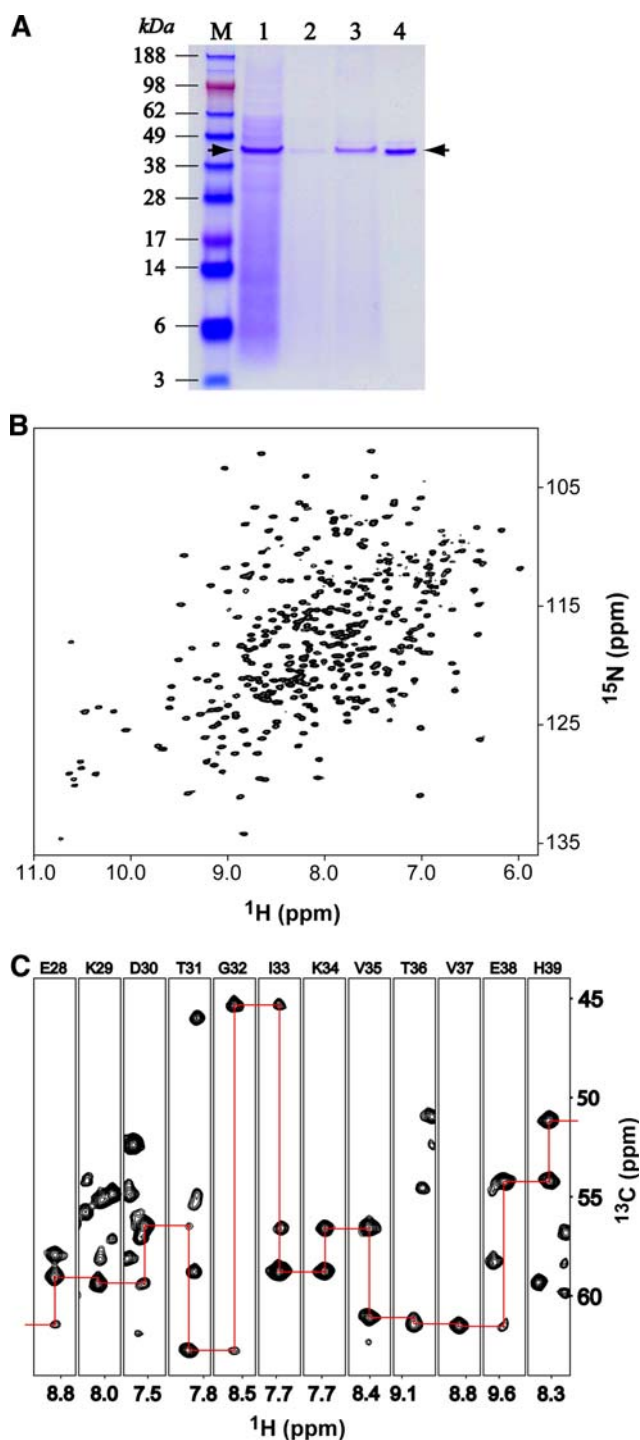 A
kDa M 1 2 3 4
188
98
62
49
38
28
17
14
6
3
B
105
115
125
135
15N (ppm)
11.0 10.0 9.0 8.0 7.0 6.0
1H (ppm)
C
E28 K29 D30 T31 G32 I33 K34 V35 T36 V37 E38 H39
45
50
55
60
13C (ppm)
8.8 8.0 7.5 7.8 8.5 7.7 7.7 8.4 9.1 8.8 9.6 8.3
1H (ppm)